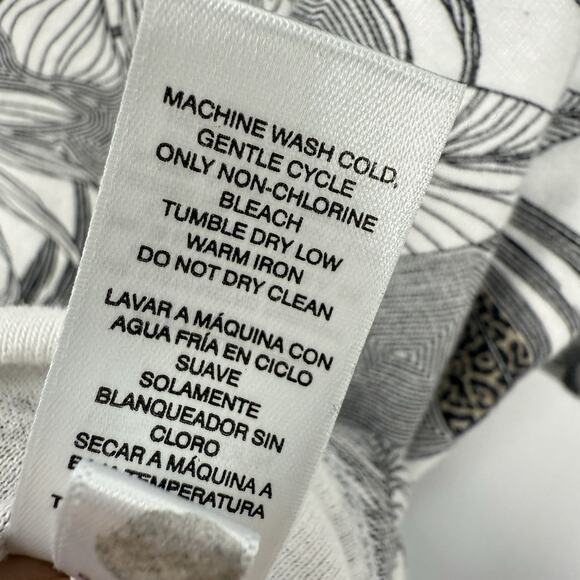 MACHINE WASH COLD,
GENTLE CYCLE
ONLY NON-CHLORINE
BLEACH
TUMBLE DRY LOW
WARM IRON
DO NOT DRY CLEAN
LAVAR A MÁQUINA CON
AGUA FRÍA EN CICLO
SUAVE
SOLAMENTE
BLANQUEADOR SIN
CLORO
SECAR A MÁQUINA A
TEMPERATURA